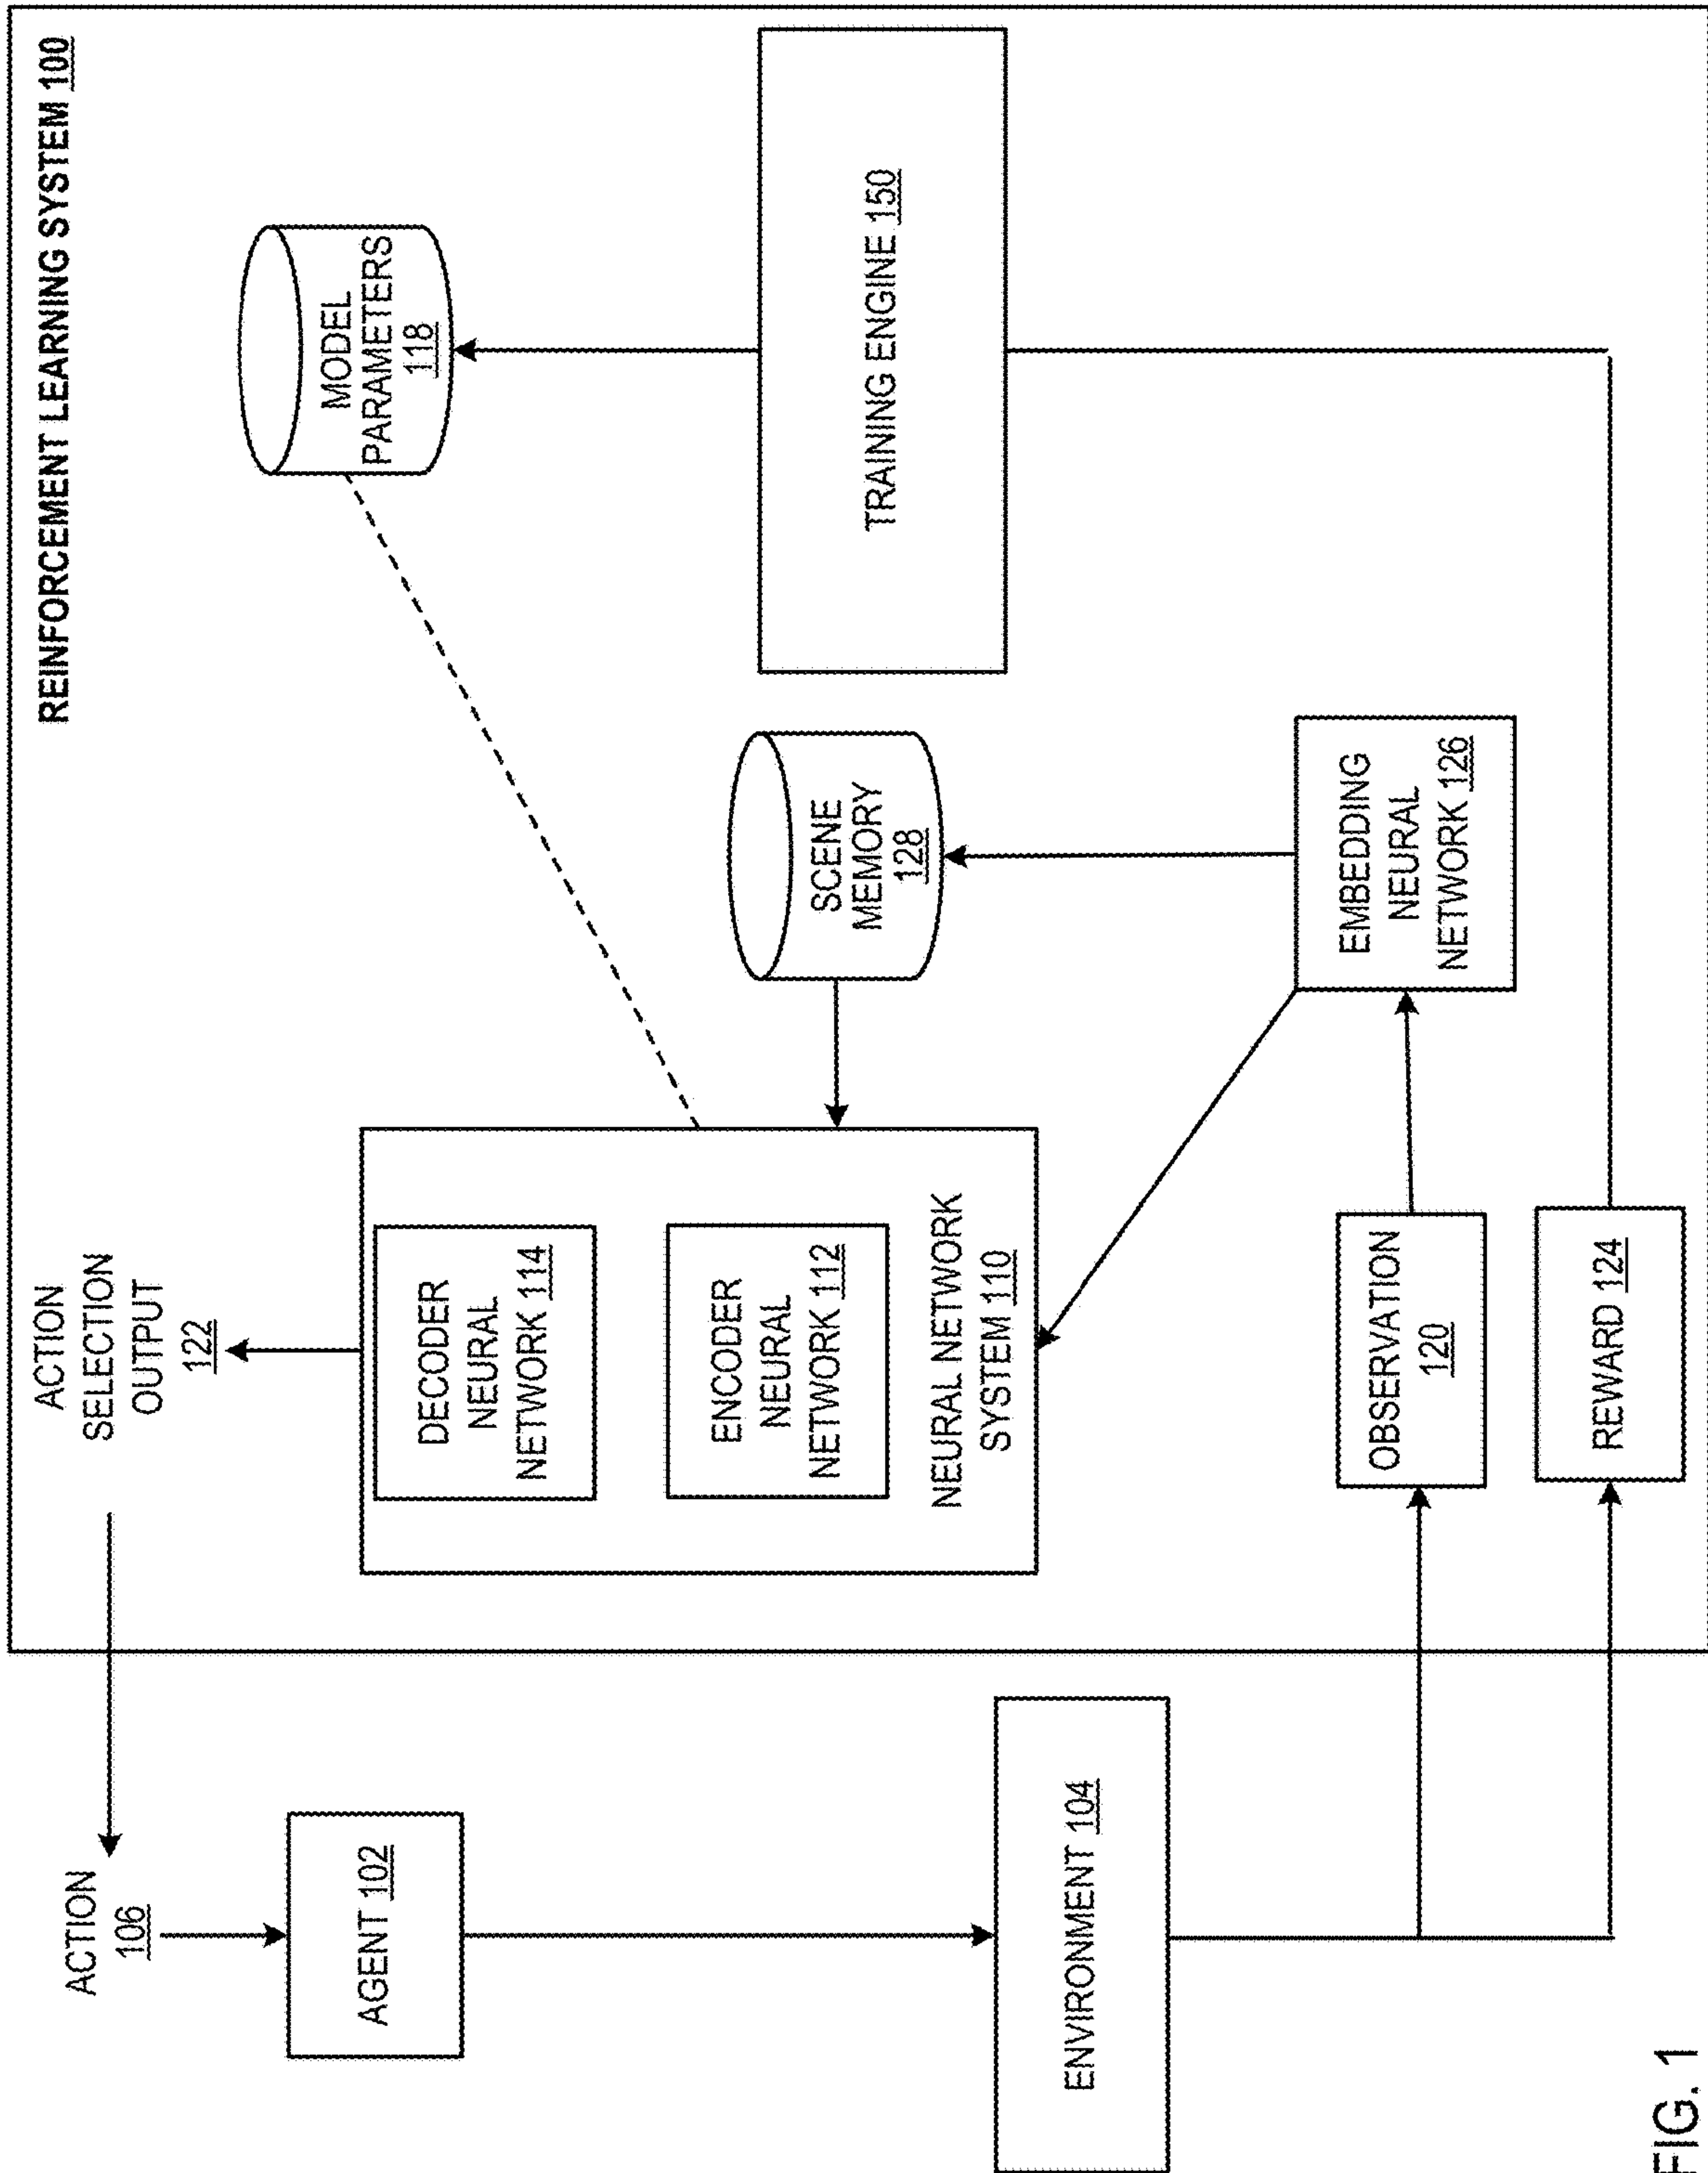 REINFORCEMENT LEARNING SYSTEM 100
ACTION
106
ACTION
SELECTION
OUTPUT
122
AGENT 102
DECODER
NEURAL
NETWORK 114
ENCODER
NEURAL
NETWORK 112
NEURAL NETWORK
SYSTEM 110
MODEL
PARAMETERS
118
SCENE
MEMORY
128
TRAINING ENGINE 150
ENVIRONMENT 104
OBSERVATION
120
EMBEDDING
NEURAL
NETWORK 126
REWARD 124
FIG. 1